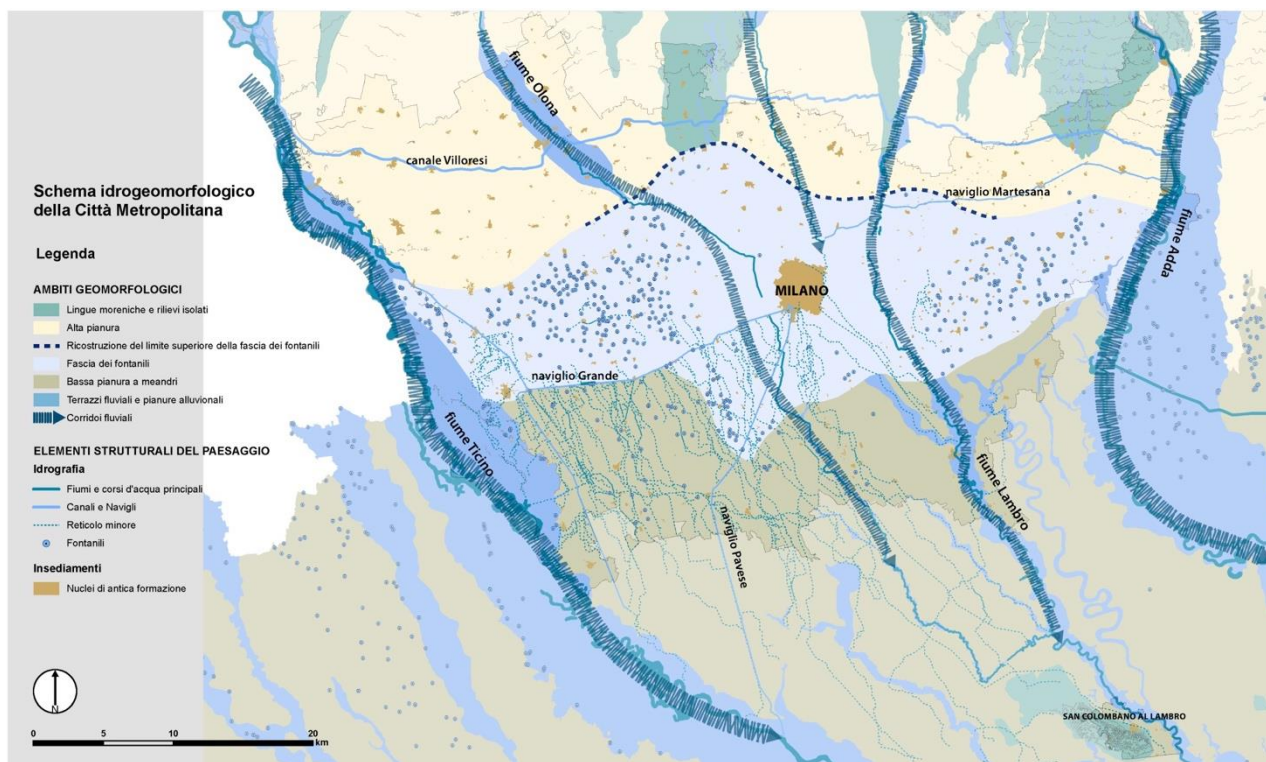 Schema idrogeomorfologico
della Città Metropolitana
Legenda
AMBITI GEOMORFOLOGICI
Lingue moreniche e rilievi isolati
Alta pianura
Ricostruzione del limite superiore della fascia dei fontanili
Fascia dei fontanili
Bassa pianura a meandri
Terrazzi fluviali e pianure alluvionali
Corridoi fluviali
ELEMENTI STRUTTURALI DEL PAESAGGIO
Idrografia
Fiumi e corsi d'acqua principali
Canali e Navigli
Reticolo minore
Fontanili
Insediamenti
Nuclei di antica formazione
N
0 5 10 20
km
fiume Olona
canale Villoresi
naviglio Martesana
fiume Adda
MILANO
naviglio Grande
fiume Ticino
naviglio Pavese
fiume Lambro
SAN COLOMBANO AL LAMBRO